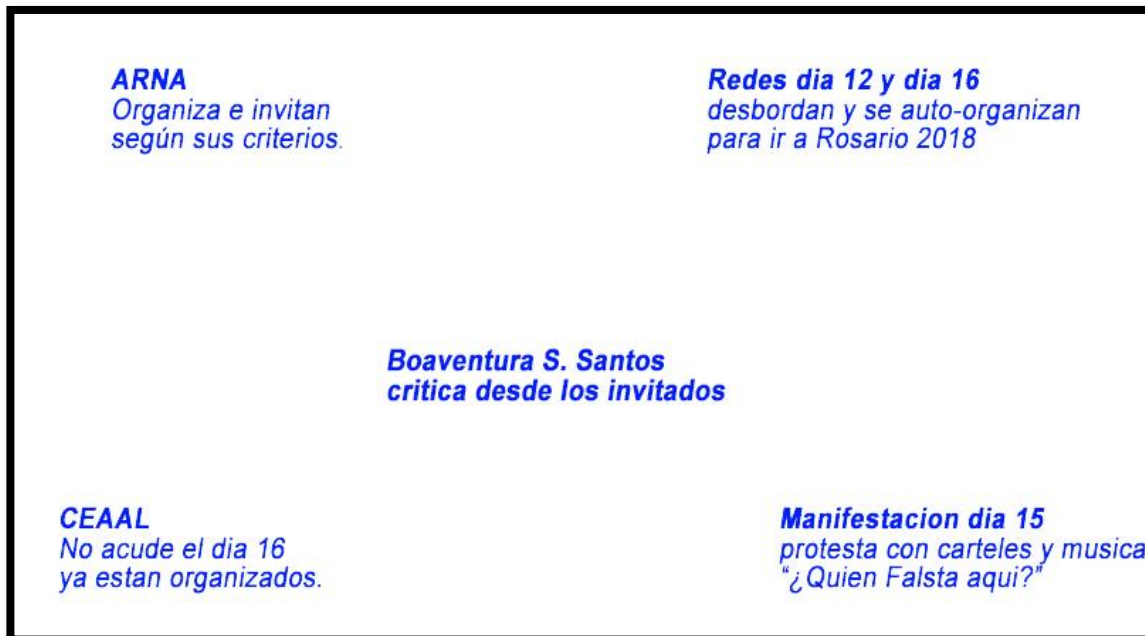 ARNA
Organiza e invitan
según sus criterios.
Redes dia 12 y dia 16
desbordan y se auto-organizan
para ir a Rosario 2018
Boaventura S. Santos
critica desde los invitados
CEAAL
No acude el dia 16
ya estan organizados.
Manifestacion dia 15
protesta con carteles y musica
“¿Quien Falsta aqui?”